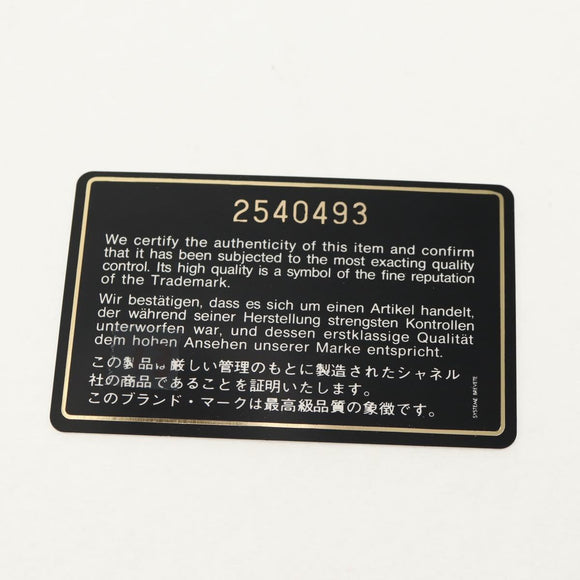 2540493
We certify the authenticity of this item and confirm
that it has been subjected to the most exacting quality
control. Its high quality is a symbol of the fine reputation
of the Trademark.
Wir bestätigen, dass es sich um einen Artikel handelt,
der während seiner Herstellung strengsten Kontrollen
unterworfen war, und dessen erstklassige Qualität
dem hohen Ansehen unserer Marke entspricht.
この製品は厳しい管理のもとに製造されたシャネル
社の商品であることを証明いたします。
このブランド・マークは最高級品質の象徴です。
SYSTEME BREVETE